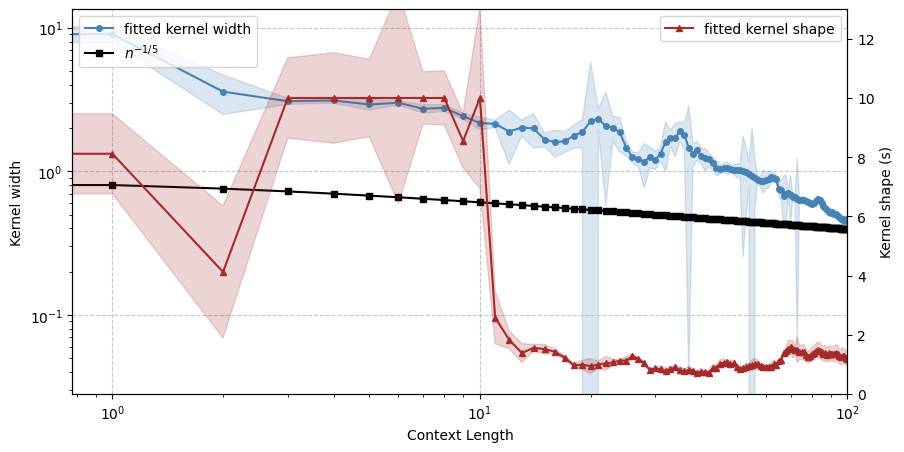 fitted kernel width
n^{-1/5}
fitted kernel shape
Kernel width
10^1
10^0
10^{-1}
12
10
8
6
4
2
0
Kernel shape (s)
10^0
10^1
10^2
Context Length